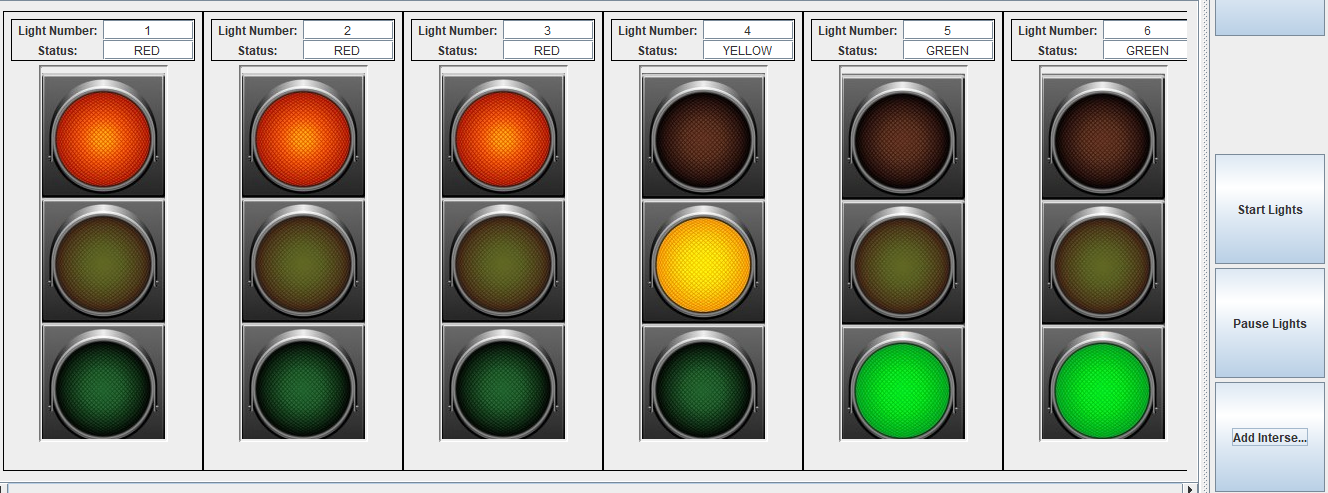 Light Number: 1
Status: RED
Light Number: 2
Status: RED
Light Number: 3
Status: RED
Light Number: 4
Status: YELLOW
Light Number: 5
Status: GREEN
Light Number: 6
Status: GREEN
Start Lights
Pause Lights
Add Interse...